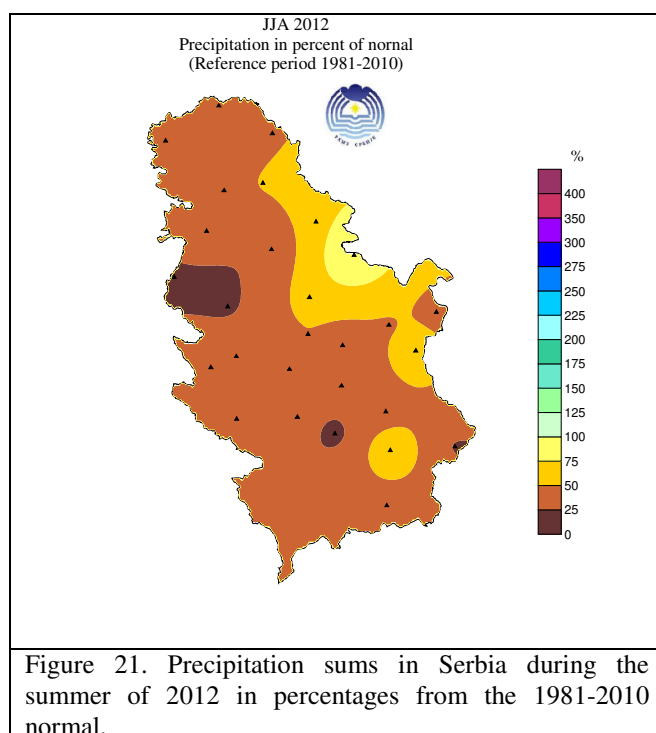 JJA 2012
Precipitation in percent of nornal
(Reference period 1981-2010)
%
400
350
300
275
250
225
200
175
150
125
100
75
50
25
0
Figure 21. Precipitation sums in Serbia during the
summer of 2012 in percentages from the 1981-2010
normal.